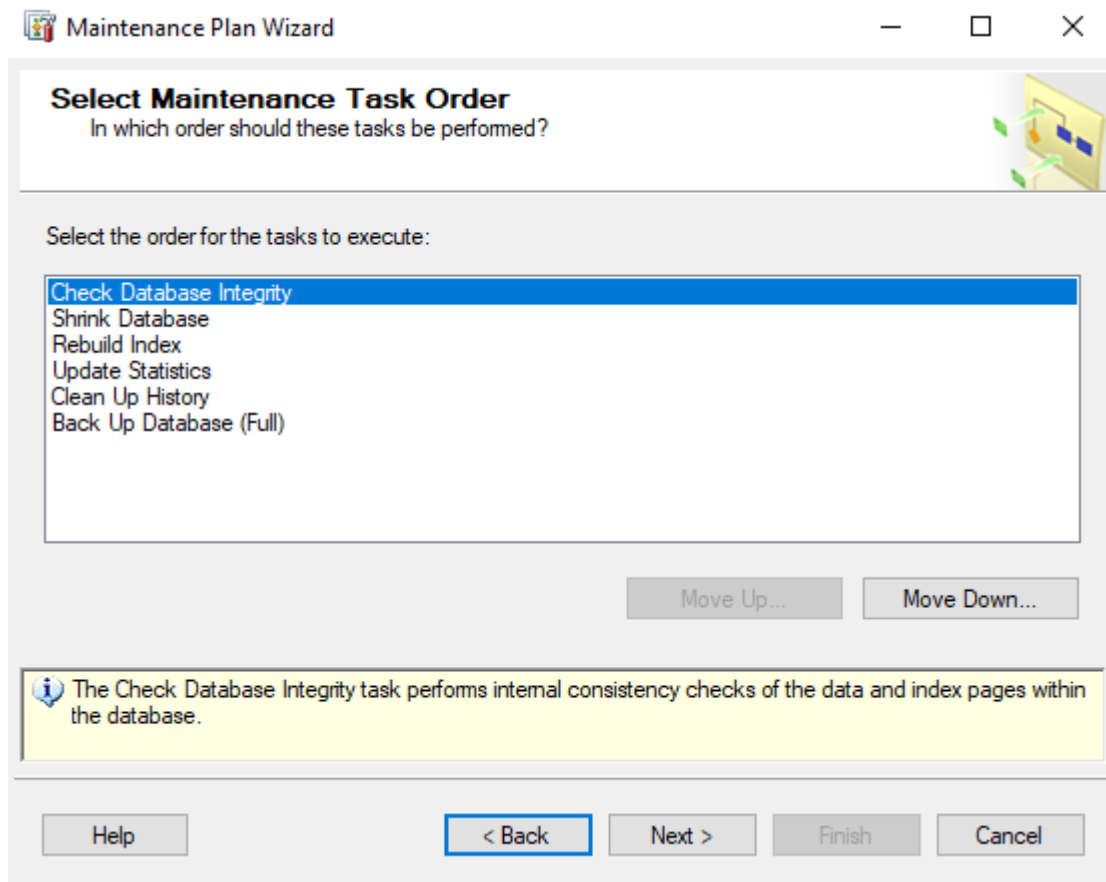 Maintenance Plan Wizard
Select Maintenance Task Order
In which order should these tasks be performed?
Select the order for the tasks to execute:
Check Database Integrity
Shrink Database
Rebuild Index
Update Statistics
Clean Up History
Back Up Database (Full)
Move Up... Move Down...
The Check Database Integrity task performs internal consistency checks of the data and index pages within
the database.
Help < Back Next > Finish Cancel